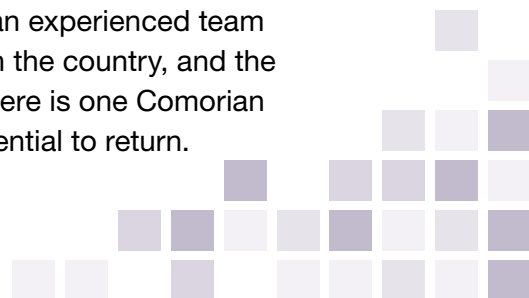 an experienced team
n the country, and the
ere is one Comorian
ential to return.